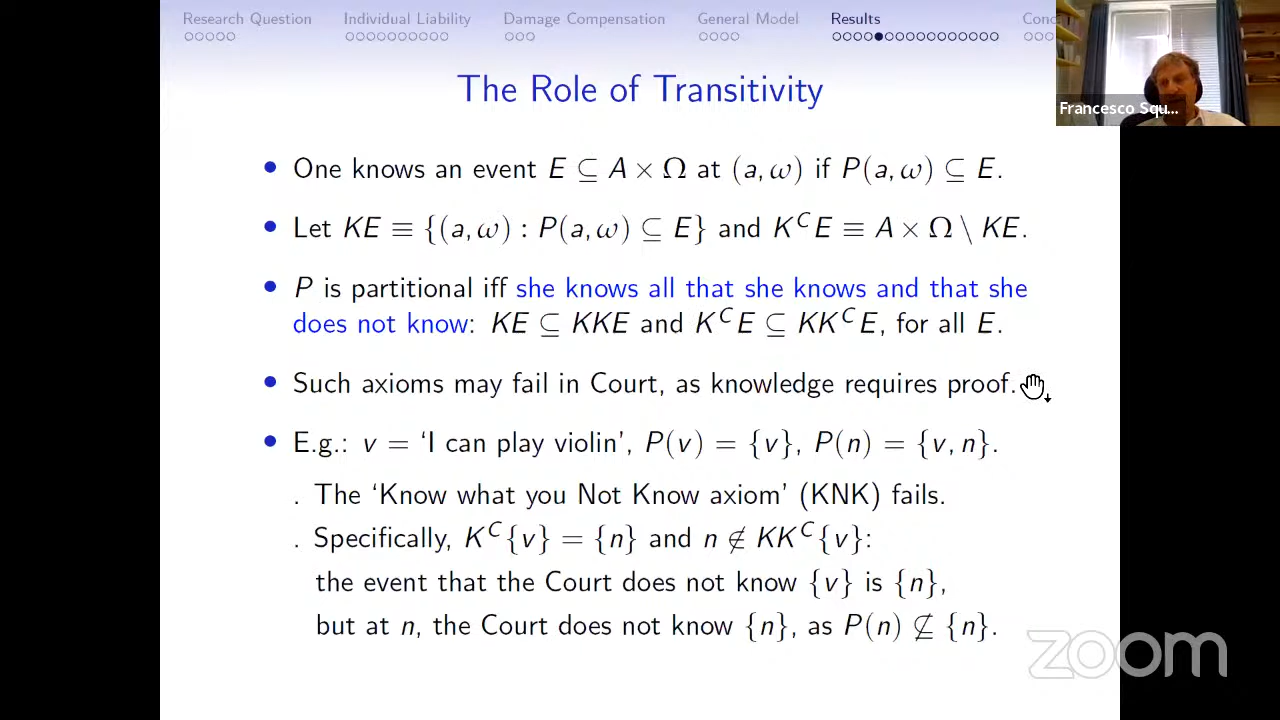 Research Question Individual Liability Damage Compensation General Model Results
The Role of Transitivity
Francesco Squ...
• One knows an event E ⊆ A × Ω at (a, ω) if P(a, ω) ⊆ E.
• Let KE ≡ {(a, ω) : P(a, ω) ⊆ E} and K^C E ≡ A × Ω \ KE.
• P is partitional iff she knows all that she knows and that she
does not know: KE ⊆ KKE and K^C E ⊆ KK^C E, for all E.
• Such axioms may fail in Court, as knowledge requires proof.
• E.g.: v = ‘I can play violin’, P(v) = {v}, P(n) = {v, n}.
. The ‘Know what you Not Know axiom’ (KNK) fails.
. Specifically, K^C{v} = {n} and n ∉ KK^C{v}:
the event that the Court does not know {v} is {n},
but at n, the Court does not know {n}, as P(n) ⊈ {n}.
zoom